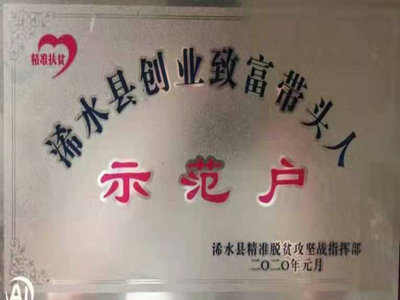 精准扶贫
浠水县创业致富带头人
示范户
浠水县精准脱贫攻坚战指挥部
二〇二〇年元月
AI